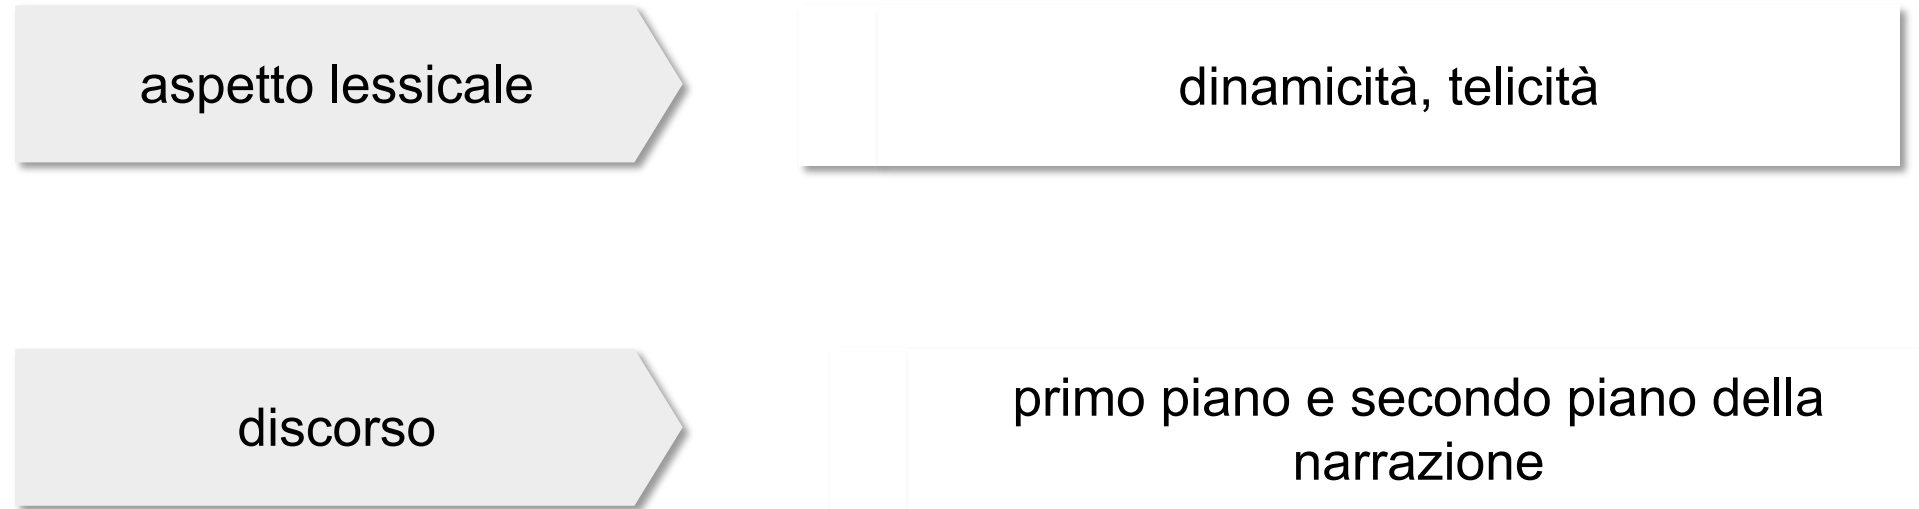 aspetto lessicale
dinamicità, telicità
discorso
primo piano e secondo piano della
narrazione